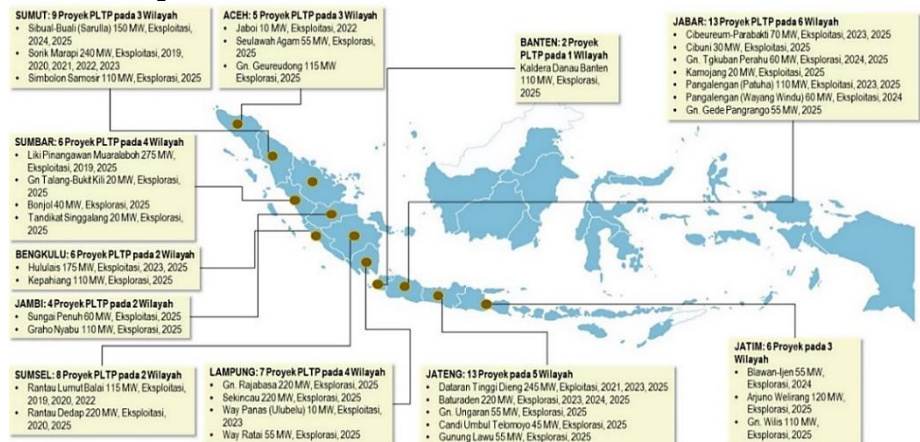 SUMUT: 9 Proyek PLTP pada 3 Wilayah
• Sibual-Buali (Sarulla) 150 MW, Eksploitasi,
2024, 2025
• Sorik Marapi 240 MW, Eksploitasi, 2019,
2020, 2021, 2022, 2023
• Simbolon Samosir 110 MW, Eksplorasi, 2025
ACEH: 5 Proyek PLTP pada 3 Wilayah
• Jaboi 10 MW, Eksploitasi, 2022
• Seulawah Agam 55 MW, Eksplorasi,
2025
• Gn. Geureudong 115 MW
Eksplorasi, 2025
BANTEN: 2 Proyek
PLTP pada 1 Wilayah
Kaldera Danau Banten
110 MW, Eksplorasi,
2025
JABAR: 13 Proyek PLTP pada 6 Wilayah
• Cibeureum-Parabakti 70 MW, Eksploitasi, 2023, 2025
• Cibuni 30 MW, Eksploitasi, 2025
• Gn. Tgkuban Perahu 60 MW, Eksplorasi, 2024, 2025
• Kamojang 20 MW, Eksploitasi, 2025
• Pangalengan (Patuha) 110 MW, Eksploitasi, 2023, 2025
• Pangalengan (Wayang Windu) 60 MW, Eksploitasi, 2024
• Gn. Gede Pangrango 55 MW, 2025
SUMBAR: 6 Proyek PLTP pada 4 Wilayah
• Liki Pinangawan Muaralaboh 275 MW,
Eksploitasi, 2019, 2025
• Gn Talang-Bukit Kili 20 MW, Eksplorasi,
2025
• Bonjol 40 MW, Eksplorasi, 2025
• Tandikat Singgalang 20 MW, Eksplorasi,
2025
BENGKULU: 6 Proyek PLTP pada 2 Wilayah
• Hululais 175 MW, Eksploitasi, 2023, 2025
• Kepahiang 110 MW, Eksplorasi, 2025
JAMBI: 4 Proyek PLTP pada 2 Wilayah
• Sungai Penuh 60 MW, Eksploitasi, 2025
• Graho Nyabu 110 MW, Eksplorasi, 2025
SUMSEL: 8 Proyek PLTP pada 2 Wilayah
• Rantau Lumut Balai 115 MW, Eksploitasi,
2019, 2020, 2022
• Rantau Dedap 220 MW, Eksploitasi,
2020, 2025
LAMPUNG: 7 Proyek PLTP pada 4 Wilayah
• Gn. Rajabasa 220 MW, Eksplorasi, 2025
• Sekincau 220 MW, Eksplorasi, 2025
• Way Panas (Ulubelu) 10 MW, Eksploitasi,
2023
• Way Ratai 55 MW, Eksplorasi, 2025
JATENG: 13 Proyek pada 5 Wilayah
• Dataran Tinggi Dieng 245 MW, Ekploitasi, 2021, 2023, 2025
• Baturaden 220 MW, Eksplorasi, 2023, 2024, 2025
• Gn. Ungaran 55 MW, Eksplorasi, 2025
• Candi Umbul Telomoyo 45 MW, Eksplorasi, 2025
• Gunung Lawu 55 MW, Eksplorasi, 2025
JATIM: 6 Proyek pada 3
Wilayah
• Blawan-Ijen 55 MW,
Eksplorasi, 2024
• Arjuno Welirang 120 MW,
Eksplorasi, 2025
• Gn. Wilis 110 MW,
Eksplorasi, 2025